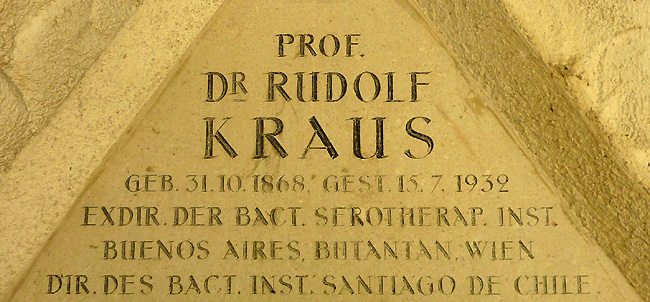 PROF.
DR RUDOLF
KRAUS
GEB. 31.10.1868, GEST. 15.7.1932
EXDIR. DER BACT. SEROTHERAP. INST.
BUENOS AIRES, BUTANTAN, WIEN
DIR. DES BACT. INST. SANTIAGO DE CHILE.